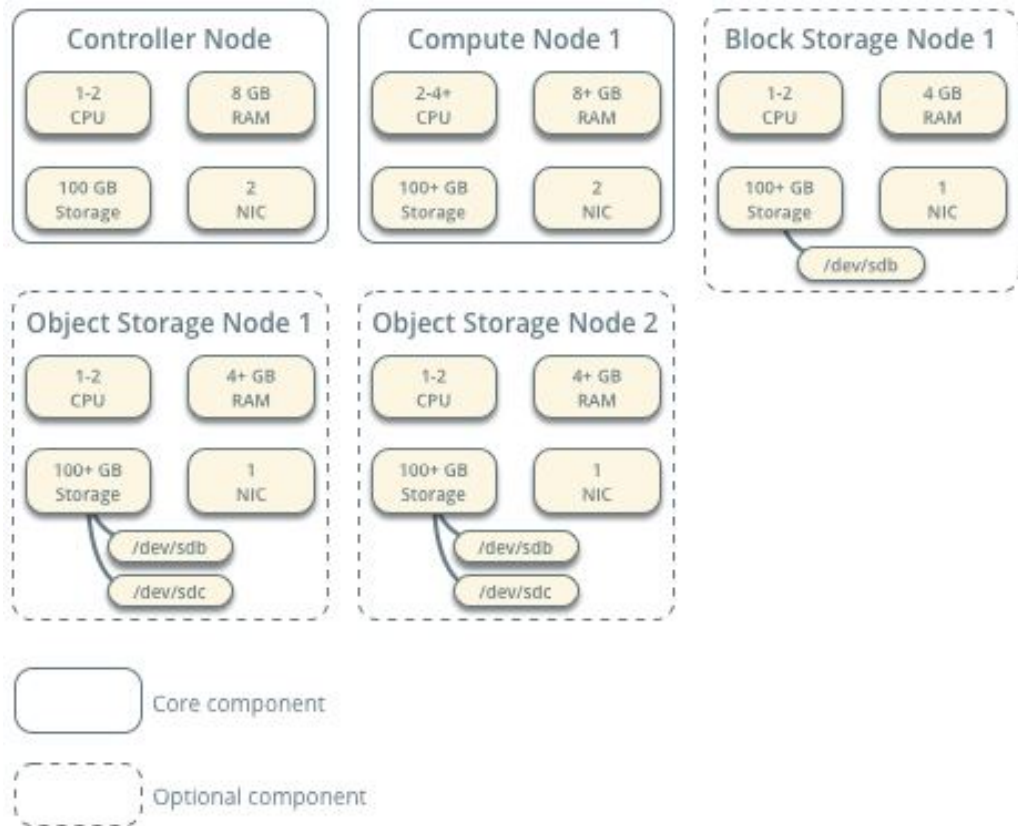 Controller Node
1-2
CPU
8 GB
RAM
100 GB
Storage
2
NIC
Compute Node 1
2-4+
CPU
8+ GB
RAM
100+ GB
Storage
2
NIC
Block Storage Node 1
1-2
CPU
4 GB
RAM
100+ GB
Storage
1
NIC
/dev/sdb
Object Storage Node 1
1-2
CPU
4+ GB
RAM
100+ GB
Storage
1
NIC
/dev/sdb
/dev/sdc
Object Storage Node 2
1-2
CPU
4+ GB
RAM
100+ GB
Storage
1
NIC
/dev/sdb
/dev/sdc
Core component
Optional component